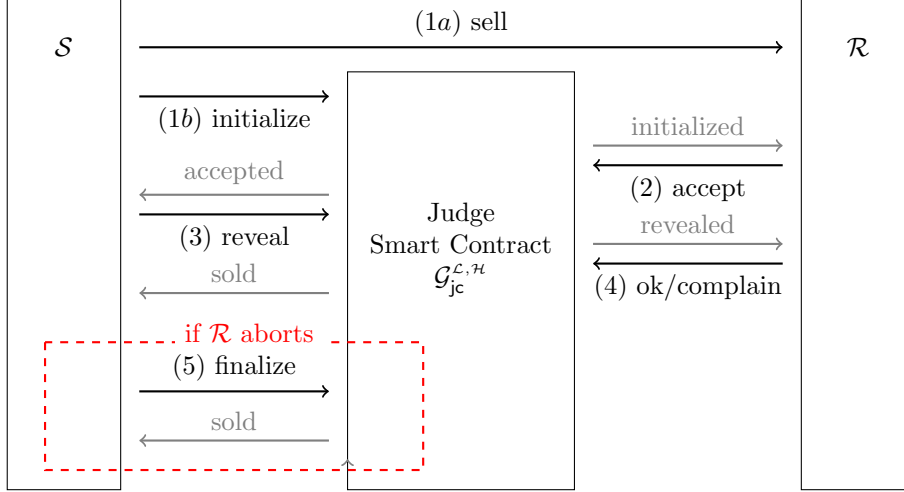 (1a) sell
𝒮
ℛ
(1b) initialize
initialized
accepted
(2) accept
Judge
Smart Contract
𝒢_jc^{ℒ,ℋ}
(3) reveal
revealed
sold
(4) ok/complain
if ℛ aborts
(5) finalize
sold